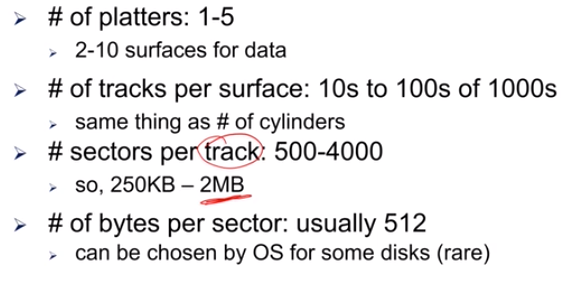 # of platters: 1-5
2-10 surfaces for data
# of tracks per surface: 10s to 100s of 1000s
same thing as # of cylinders
# sectors per track: 500-4000
so, 250KB – 2MB
# of bytes per sector: usually 512
can be chosen by OS for some disks (rare)